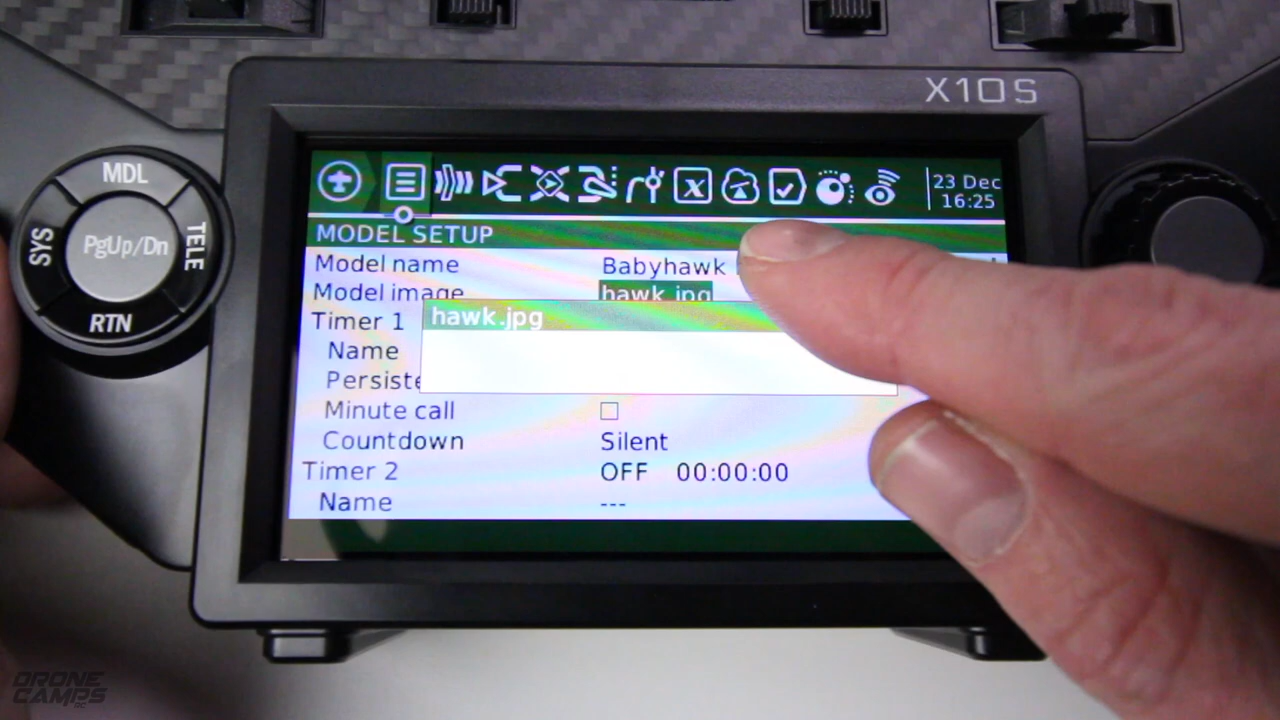 X10S
MDL
SYS
PgUp/Dn
TELE
RTN
23 Dec
16:25
MODEL SETUP
Model name Babyhawk
Model image hawk.jpg
Timer 1 hawk.jpg
Name
Minute call
Countdown Silent
Timer 2 OFF 00:00:00
Name ---
DRONE
CAMPS
RC